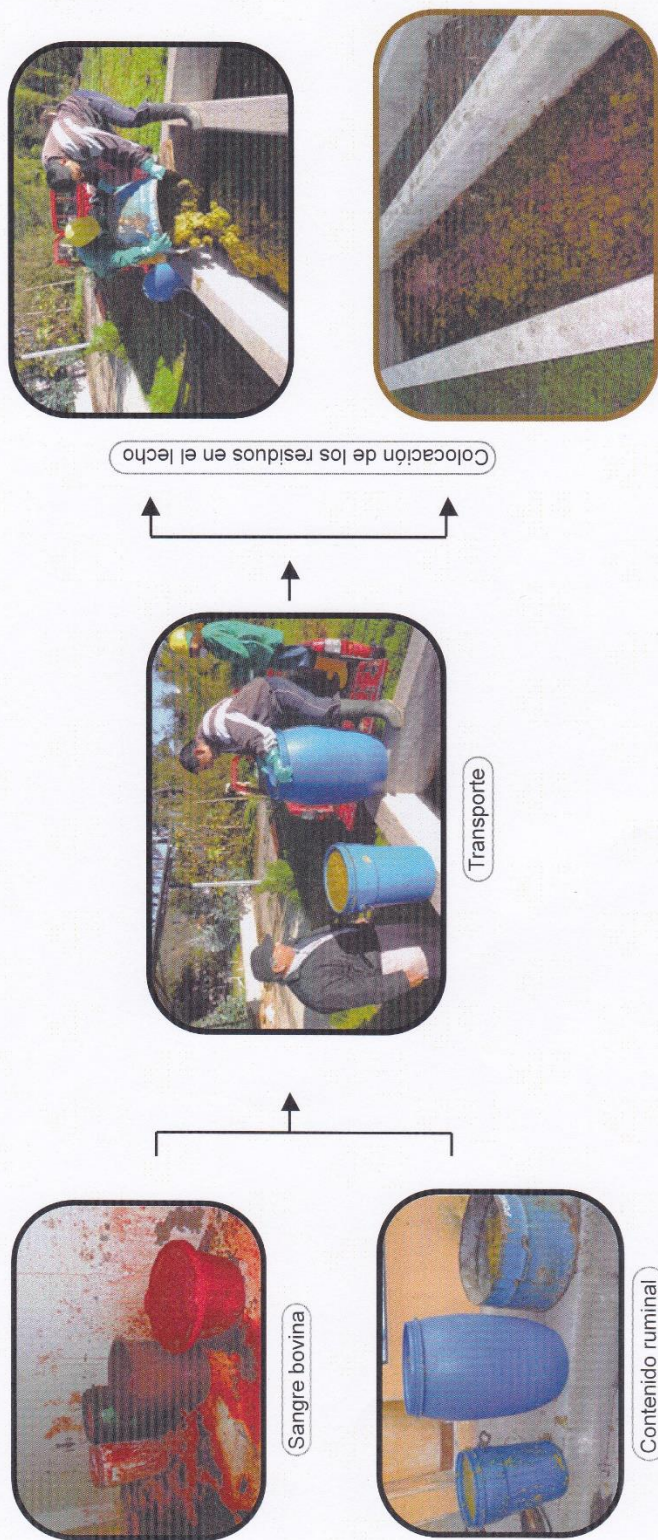 Sangre bovina
Contenido ruminal
Transporte
Colocación de los residuos en el lecho